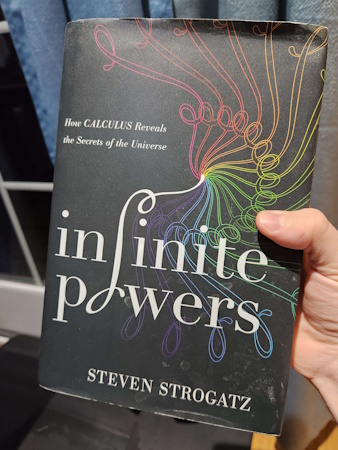 How CALCULUS Reveals
the Secrets of the Universe
infinite
powers
STEVEN STROGATZ